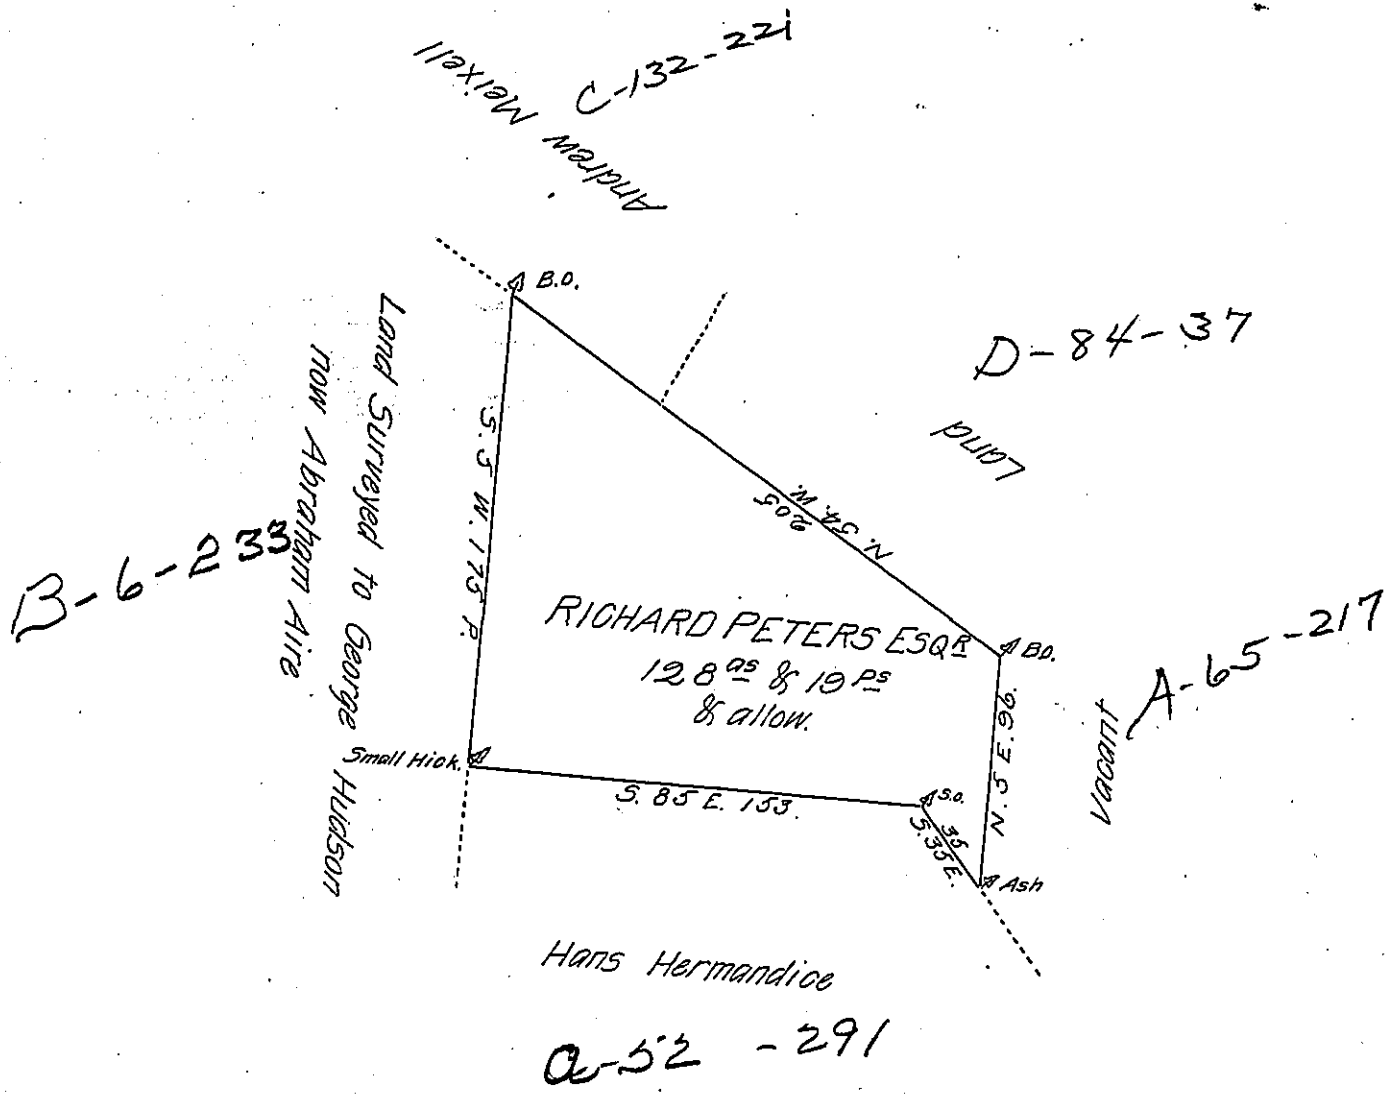 C-132-221
Andrew Meixell
B.O.
D-84-37
Land
Land Surveyed to George Hudson
now Abraham Aire
S. 5 W. 175 P.
N. 54. W.
205
B-6-233
RICHARD PETERS ESQR
128 as & 19 Ps
& allow.
B.O.
A-65-217
Vacant
N. 5 E. 96.
Small Hick.
S. 85 E. 153.
S.O.
35
S. 35 E.
Ash
Hans Hermandice
a-52 -291